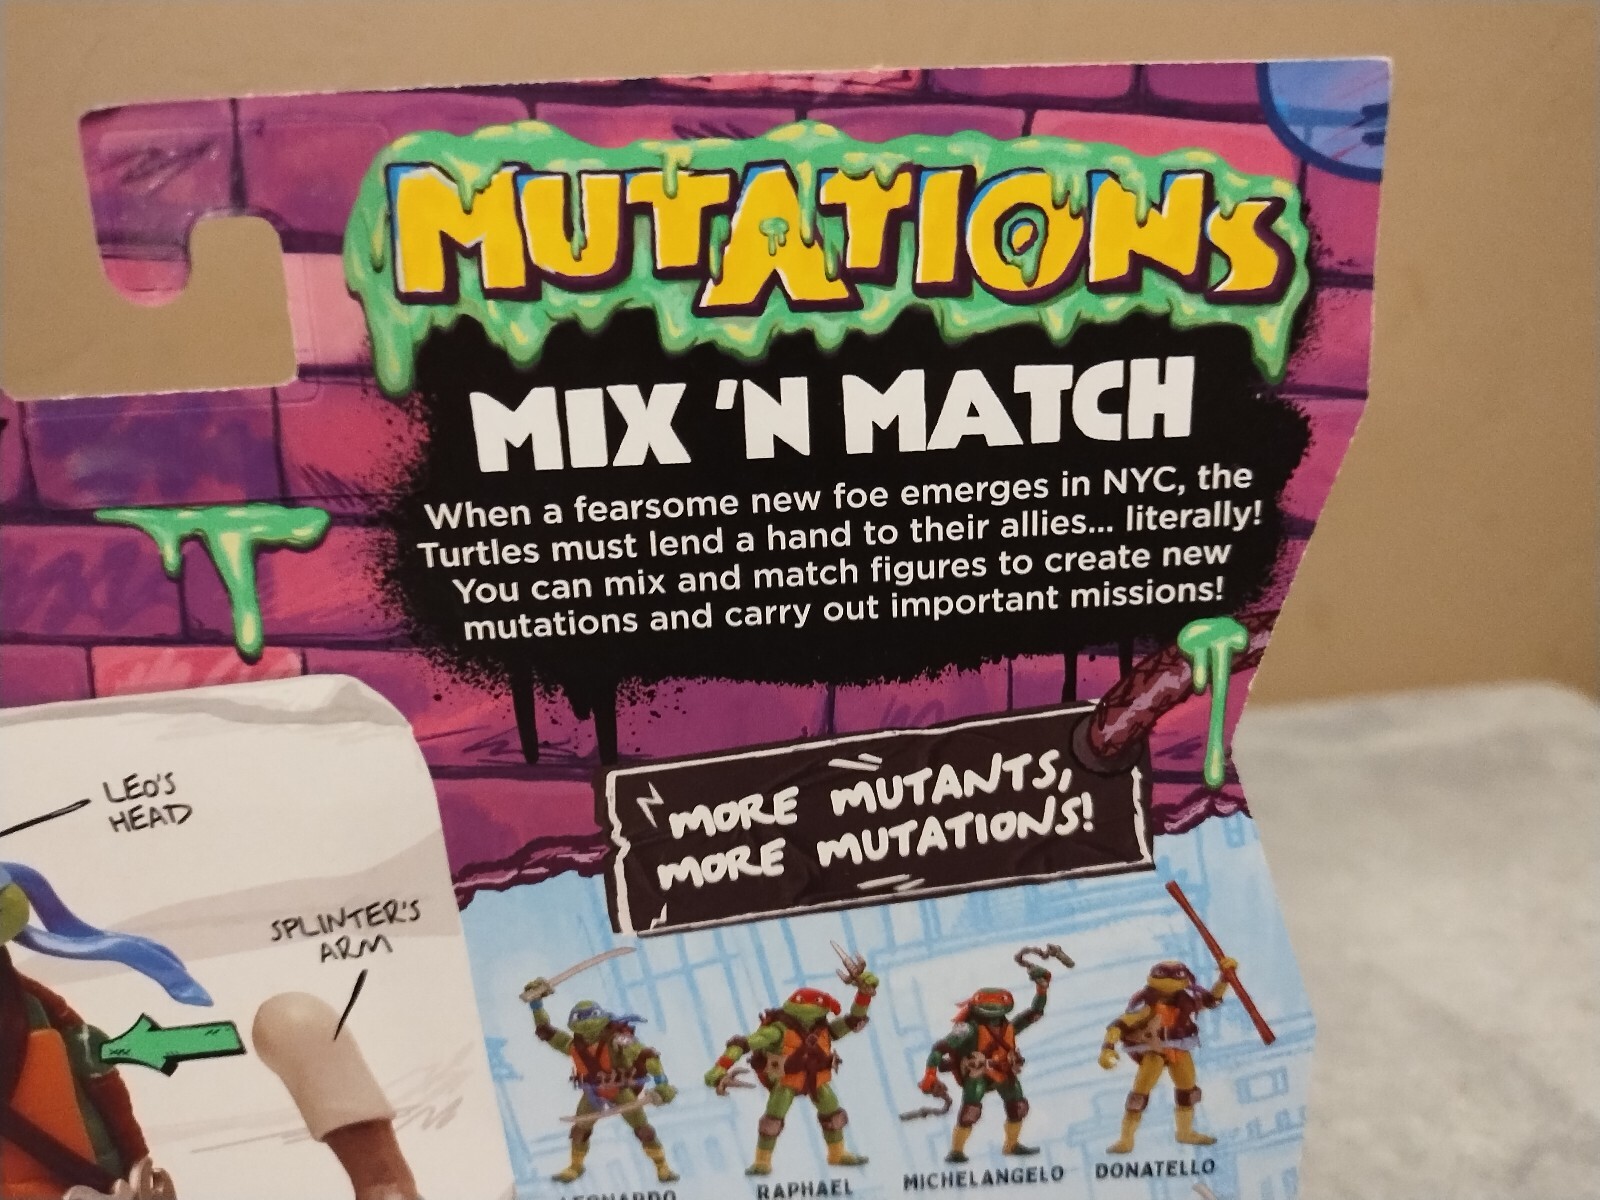 MUTATIONS
MIX 'N MATCH
When a fearsome new foe emerges in NYC, the
Turtles must lend a hand to their allies... literally!
You can mix and match figures to create new
mutations and carry out important missions!
LEO'S
HEAD
SPLINTER'S
ARM
MORE MUTANTS,
MORE MUTATIONS!
LEONARDO
RAPHAEL
MICHELANGELO
DONATELLO